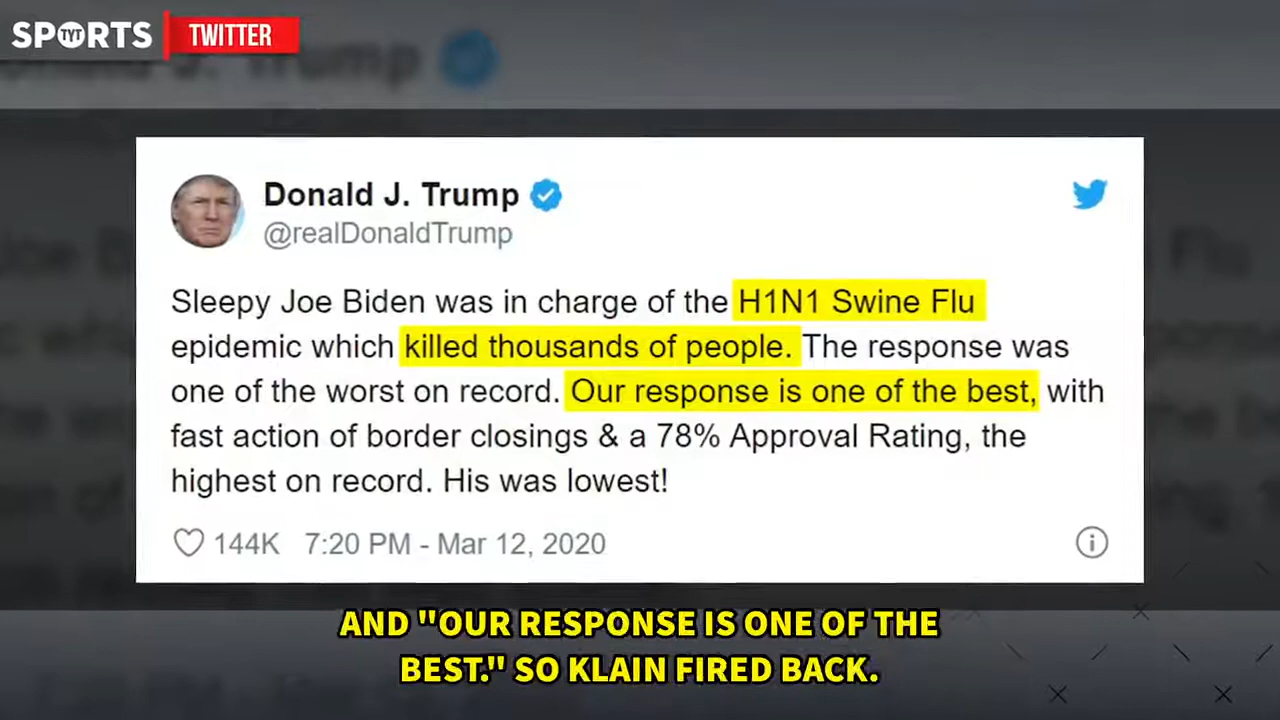 SPORTS TYT TWITTER
Donald J. Trump
@realDonaldTrump
Sleepy Joe Biden was in charge of the H1N1 Swine Flu
epidemic which killed thousands of people. The response was
one of the worst on record. Our response is one of the best, with
fast action of border closings & a 78% Approval Rating, the
highest on record. His was lowest!
144K 7:20 PM - Mar 12, 2020
AND "OUR RESPONSE IS ONE OF THE
BEST." SO KLAIN FIRED BACK.